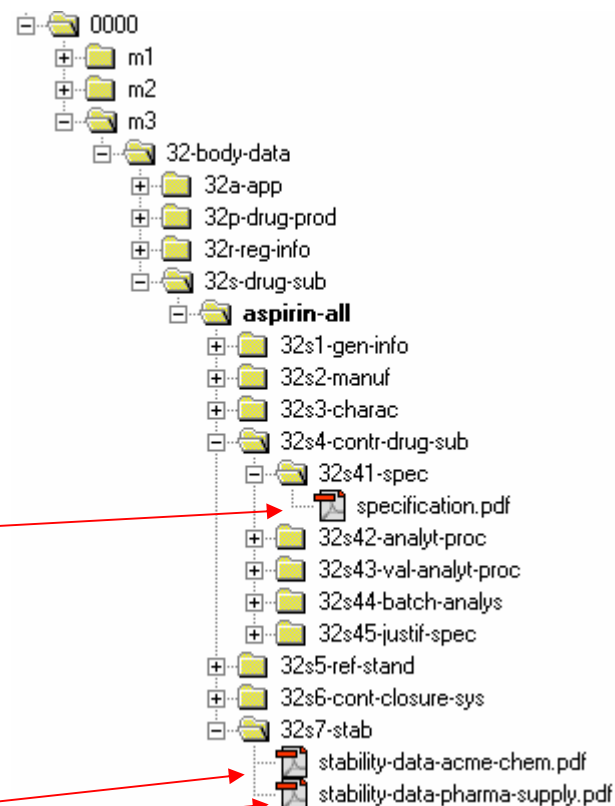 0000
m1
m2
m3
32-body-data
32a-app
32p-drug-prod
32r-reg-info
32s-drug-sub
aspirin-all
32s1-gen-info
32s2-manuf
32s3-charac
32s4-contr-drug-sub
32s41-spec
specification.pdf
32s42-analyt-proc
32s43-val-analyt-proc
32s44-batch-analys
32s45-justif-spec
32s5-ref-stand
32s6-cont-closure-sys
32s7-stab
stability-data-acme-chem.pdf
stability-data-pharma-supply.pdf